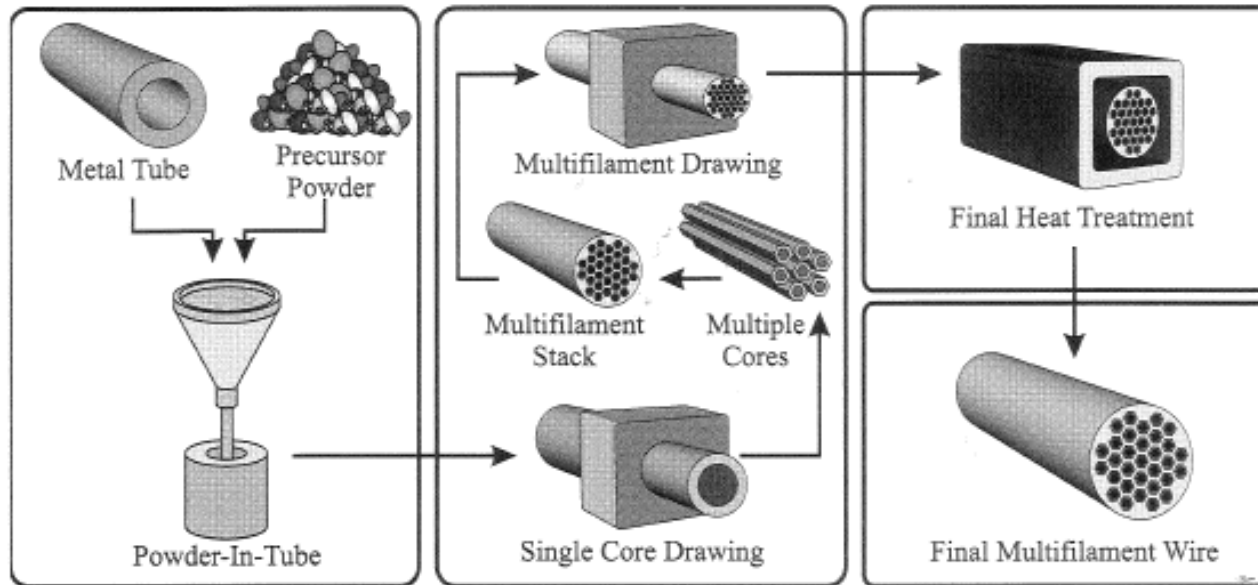 Metal Tube
Precursor
Powder
Powder-In-Tube
Multifilament Drawing
Multifilament
Stack
Multiple
Cores
Single Core Drawing
Final Heat Treatment
Final Multifilament Wire